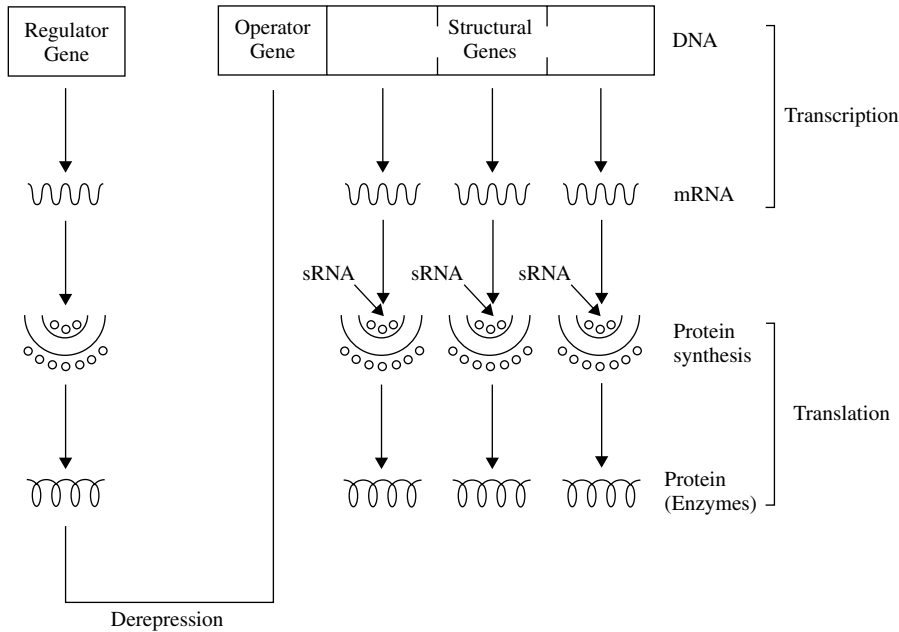 Regulator
Gene
Operator
Gene
Structural
Genes
DNA
Transcription
mRNA
sRNA
sRNA
sRNA
Protein
synthesis
Translation
Protein
(Enzymes)
Derepression